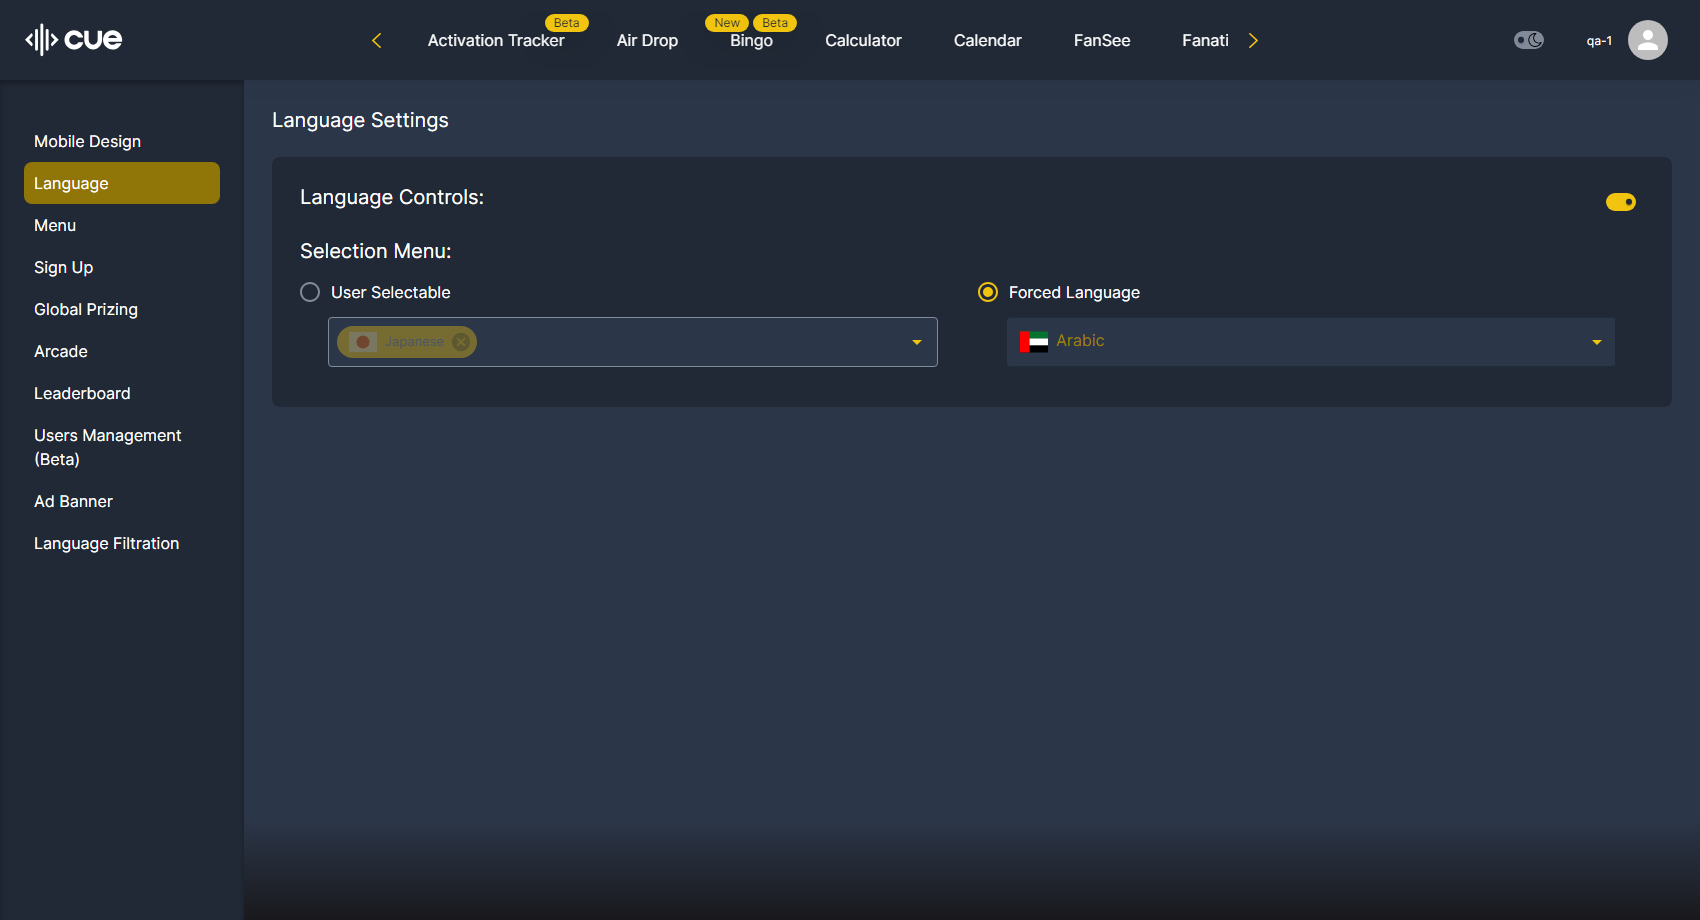 cue
Beta
New
Beta
Activation Tracker
Air Drop
Bingo
Calculator
Calendar
FanSee
Fanati
qa-1
Mobile Design
Language
Menu
Sign Up
Global Prizing
Arcade
Leaderboard
Users Management
(Beta)
Ad Banner
Language Filtration
Language Settings
Language Controls:
Selection Menu:
User Selectable
Forced Language
Japanese
Arabic